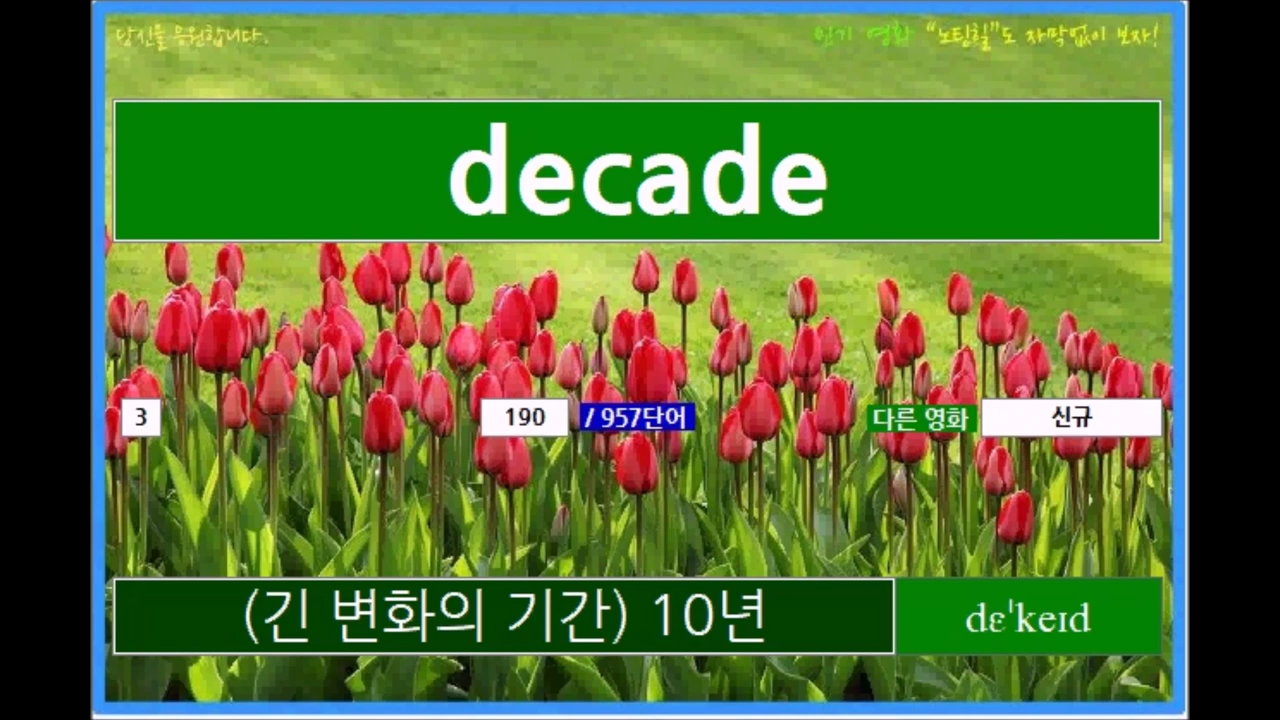 당신을 응원합니다.
인기 영화 “노팅힐”도 자막없이 보자!
decade
3
190 / 957단어
다른 영화 신규
(긴 변화의 기간) 10년
dɛˈkeɪd